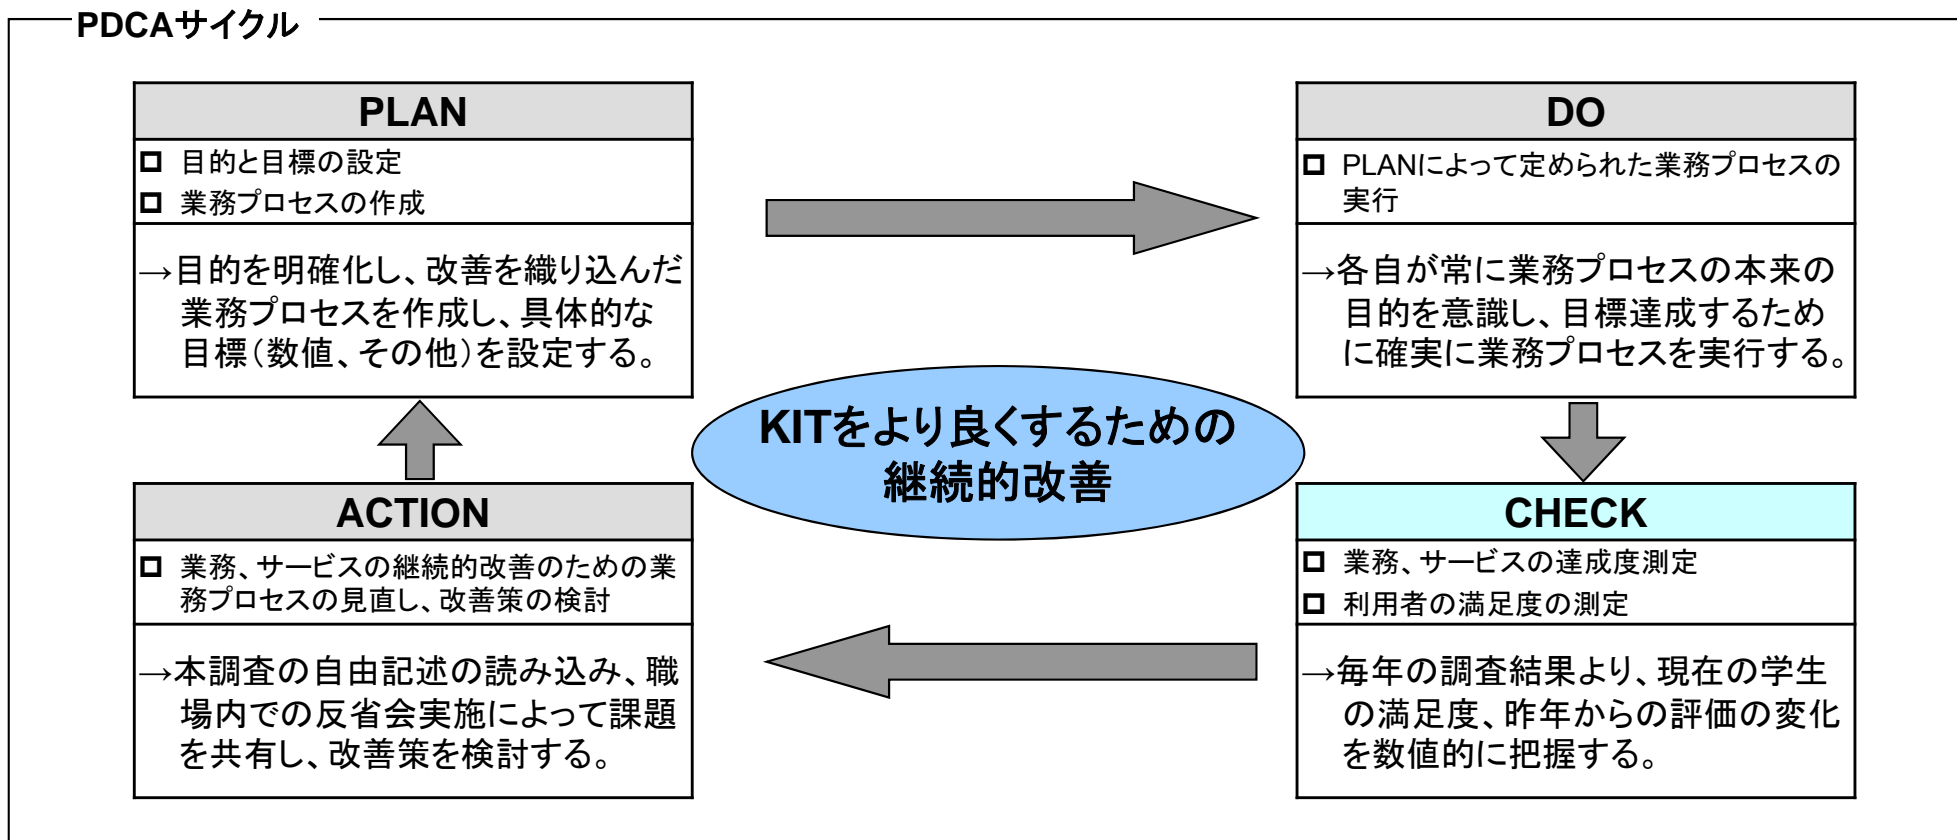 PDCAサイクル
PLAN
□ 目的と目標の設定
□ 業務プロセスの作成
→目的を明確化し、改善を織り込んだ
業務プロセスを作成し、具体的な
目標（数値、その他）を設定する。
DO
□ PLANによって定められた業務プロセスの
実行
→各自が常に業務プロセスの本来の
目的を意識し、目標達成するため
に確実に業務プロセスを実行する。
KITをより良くするための
継続的改善
ACTION
□ 業務、サービスの継続的改善のための業
務プロセスの見直し、改善策の検討
→本調査の自由記述の読み込み、職
場内での反省会実施によって課題
を共有し、改善策を検討する。
CHECK
□ 業務、サービスの達成度測定
□ 利用者の満足度の測定
→毎年の調査結果より、現在の学生
の満足度、昨年からの評価の変化
を数値的に把握する。